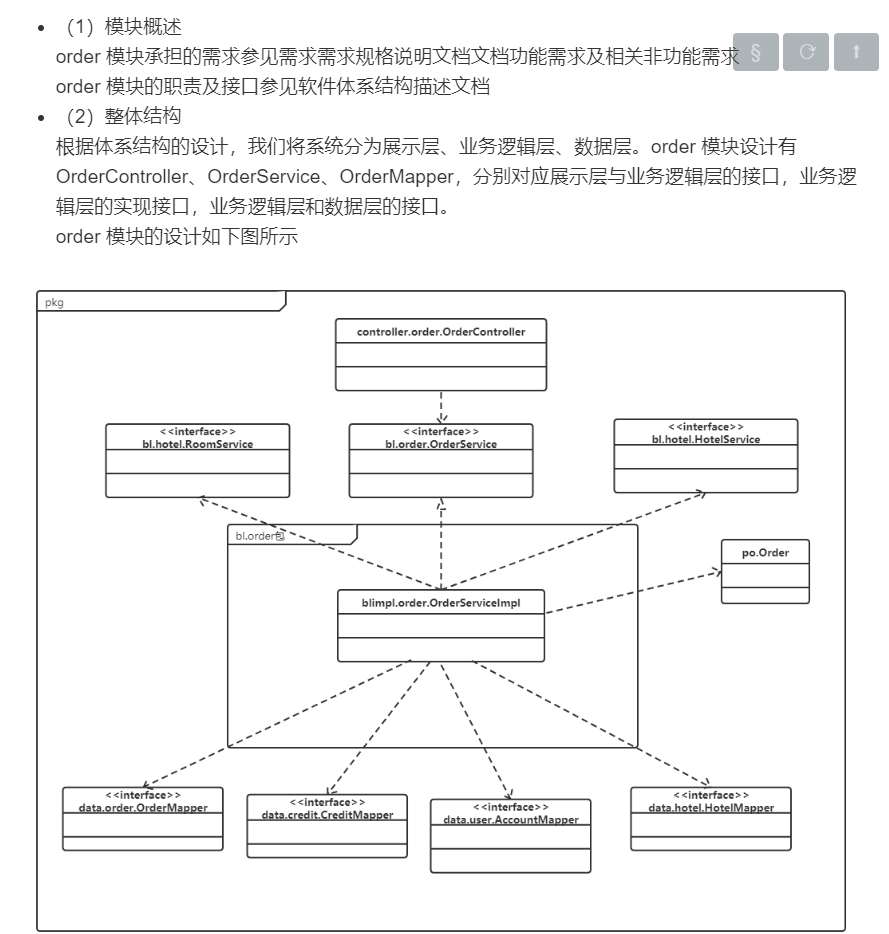 （1）模块概述
order 模块承担的需求参见需求需求规格说明文档文档功能需求及相关非功能需求
order 模块的职责及接口参见软件体系结构描述文档
（2）整体结构
根据体系结构的设计，我们将系统分为展示层、业务逻辑层、数据层。order 模块设计有
OrderController、OrderService、OrderMapper，分别对应展示层与业务逻辑层的接口，业务逻
辑层的实现接口，业务逻辑层和数据层的接口。
order 模块的设计如下图所示
pkg
controller.order.OrderController
<<interface>>
bl.hotel.RoomService
<<interface>>
bl.order.OrderService
<<interface>>
bl.hotel.HotelService
bl.order包
po.Order
blimpl.order.OrderServiceImpl
<<interface>>
data.order.OrderMapper
<<interface>>
data.credit.CreditMapper
<<interface>>
data.user.AccountMapper
<<interface>>
data.hotel.HotelMapper